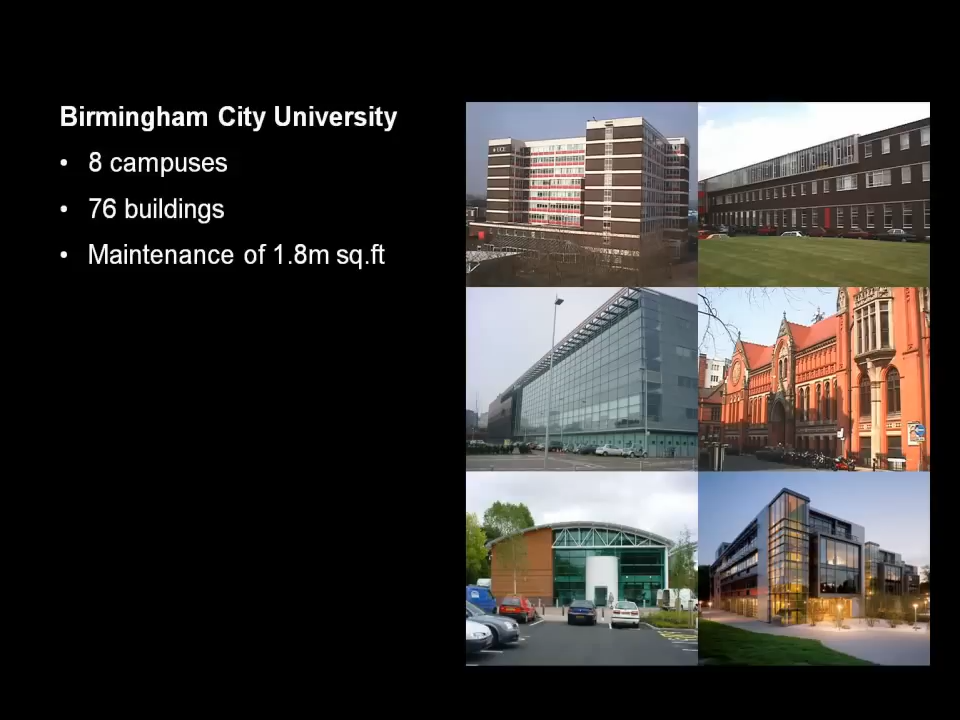 Birmingham City University
• 8 campuses
• 76 buildings
• Maintenance of 1.8m sq.ft